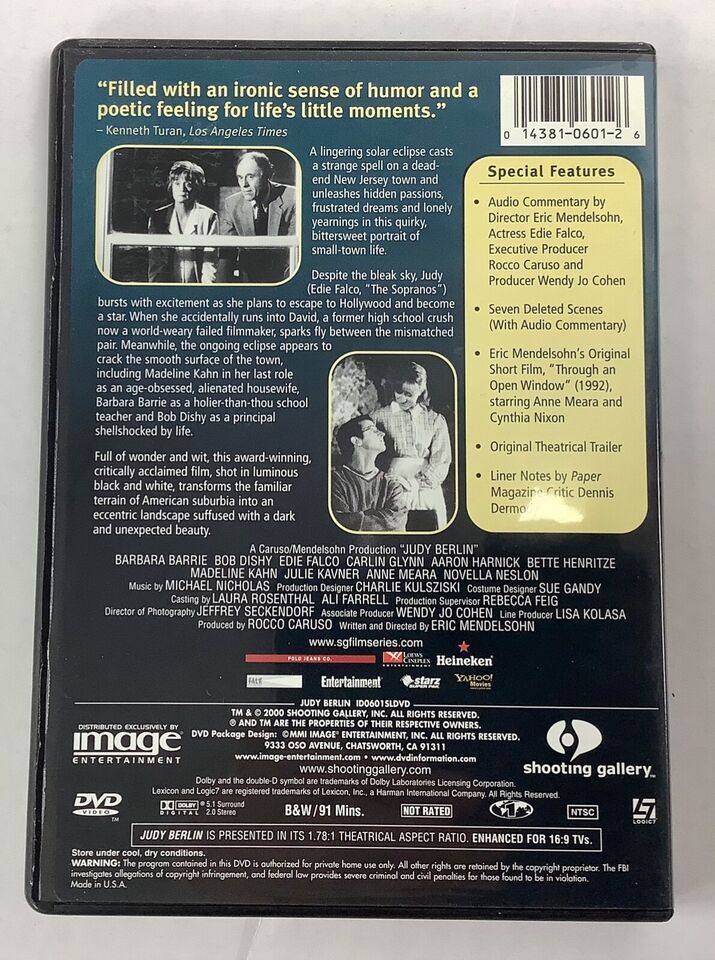 “Filled with an ironic sense of humor and a
poetic feeling for life’s little moments.”
– Kenneth Turan, Los Angeles Times
0 14381-0601-2 6
A lingering solar eclipse casts
a strange spell on a dead-
end New Jersey town and
unleashes hidden passions,
frustrated dreams and lonely
yearnings in this quirky,
bittersweet portrait of
small-town life.
Despite the bleak sky, Judy
(Edie Falco, “The Sopranos”)
bursts with excitement as she plans to escape to Hollywood and become
a star. When she accidentally runs into David, a former high school crush
now a world-weary failed filmmaker, sparks fly between the mismatched
pair. Meanwhile, the ongoing eclipse appears to
crack the smooth surface of the town,
including Madeline Kahn in her last role
as an age-obsessed, alienated housewife,
Barbara Barrie as a holier-than-thou school
teacher and Bob Dishy as a principal
shellshocked by life.
Full of wonder and wit, this award-winning,
critically acclaimed film, shot in luminous
black and white, transforms the familiar
terrain of American suburbia into an
eccentric landscape suffused with a dark
and unexpected beauty.
Special Features
• Audio Commentary by
Director Eric Mendelsohn,
Actress Edie Falco,
Executive Producer
Rocco Caruso and
Producer Wendy Jo Cohen
• Seven Deleted Scenes
(With Audio Commentary)
• Eric Mendelsohn’s Original
Short Film, “Through an
Open Window” (1992),
starring Anne Meara and
Cynthia Nixon
• Original Theatrical Trailer
• Liner Notes by Paper
Magazine Critic Dennis
A Caruso/Mendelsohn Production “JUDY BERLIN”
BARBARA BARRIE BOB DISHY EDIE FALCO CARLIN GLYNN AARON HARNICK BETTE HENRITZE
MADELINE KAHN JULIE KAVNER ANNE MEARA NOVELLA NESLON
Music by MICHAEL NICHOLAS Production Designer CHARLIE KULSZISKI Costume Designer SUE GANDY
Casting by LAURA ROSENTHAL ALI FARRELL Production Supervisor REBECCA FEIG
Director of Photography JEFFREY SECKENDORF Associate Producer WENDY JO COHEN Line Producer LISA KOLASA
Produced by ROCCO CARUSO Written and Directed By ERIC MENDELSOHN
www.sgfilmseries.com
POLO JEANS CO. LOEWS CINEPLEX ENTERTAINMENT Heineken
Entertainment starz SUPER PAK YAHOO! Movies
JUDY BERLIN ID0601SLDVD
TM & © 2000 SHOOTING GALLERY, INC. ALL RIGHTS RESERVED.
® AND TM ARE THE PROPERTIES OF THEIR RESPECTIVE OWNERS.
DVD Package Design: ©MMI IMAGE ENTERTAINMENT, INC. ALL RIGHTS RESERVED.
9333 OSO AVENUE, CHATSWORTH, CA 91311
www.image-entertainment.com • www.dvdinformation.com
www.shootinggallery.com
DISTRIBUTED EXCLUSIVELY BY
image
ENTERTAINMENT
shooting gallery™
Dolby and the double-D symbol are trademarks of Dolby Laboratories Licensing Corporation.
Lexicon and Logic7 are registered trademarks of Lexicon, Inc., a Harman International Company. All Rights Reserved.
DVD VIDEO ™
DOLBY DIGITAL 5.1 Surround
2.0 Stereo
B&W/91 Mins.
NOT RATED
1
NTSC
LOGIC7
JUDY BERLIN IS PRESENTED IN ITS 1.78:1 THEATRICAL ASPECT RATIO. ENHANCED FOR 16:9 TVs.
Store under cool, dry conditions.
WARNING: The program contained in this DVD is authorized for private home use only. All other rights are retained by the copyright proprietor. The FBI
investigates allegations of copyright infringement, and federal law provides severe criminal and civil penalties for those found to be in violation.
Made in U.S.A.